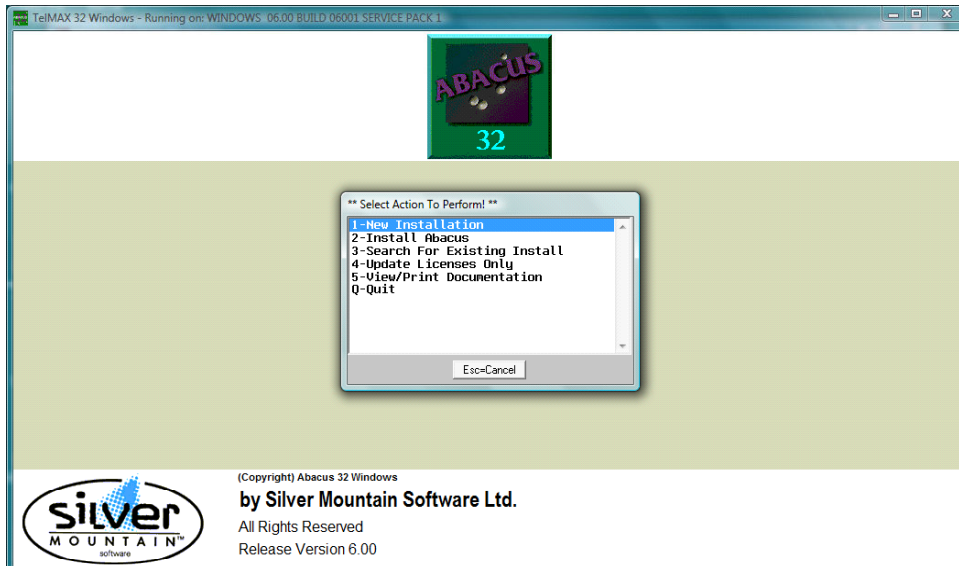 TelMAX 32 Windows - Running on: WINDOWS 06.00 BUILD 06001 SERVICE PACK 1
ABACUS
32
** Select Action To Perform! **
1-New Installation
2-Install Abacus
3-Search For Existing Install
4-Update Licenses Only
5-View/Print Documentation
Q-Quit
Esc=Cancel
(Copyright) Abacus 32 Windows
by Silver Mountain Software Ltd.
All Rights Reserved
Release Version 6.00
silver
MOUNTAIN™
software